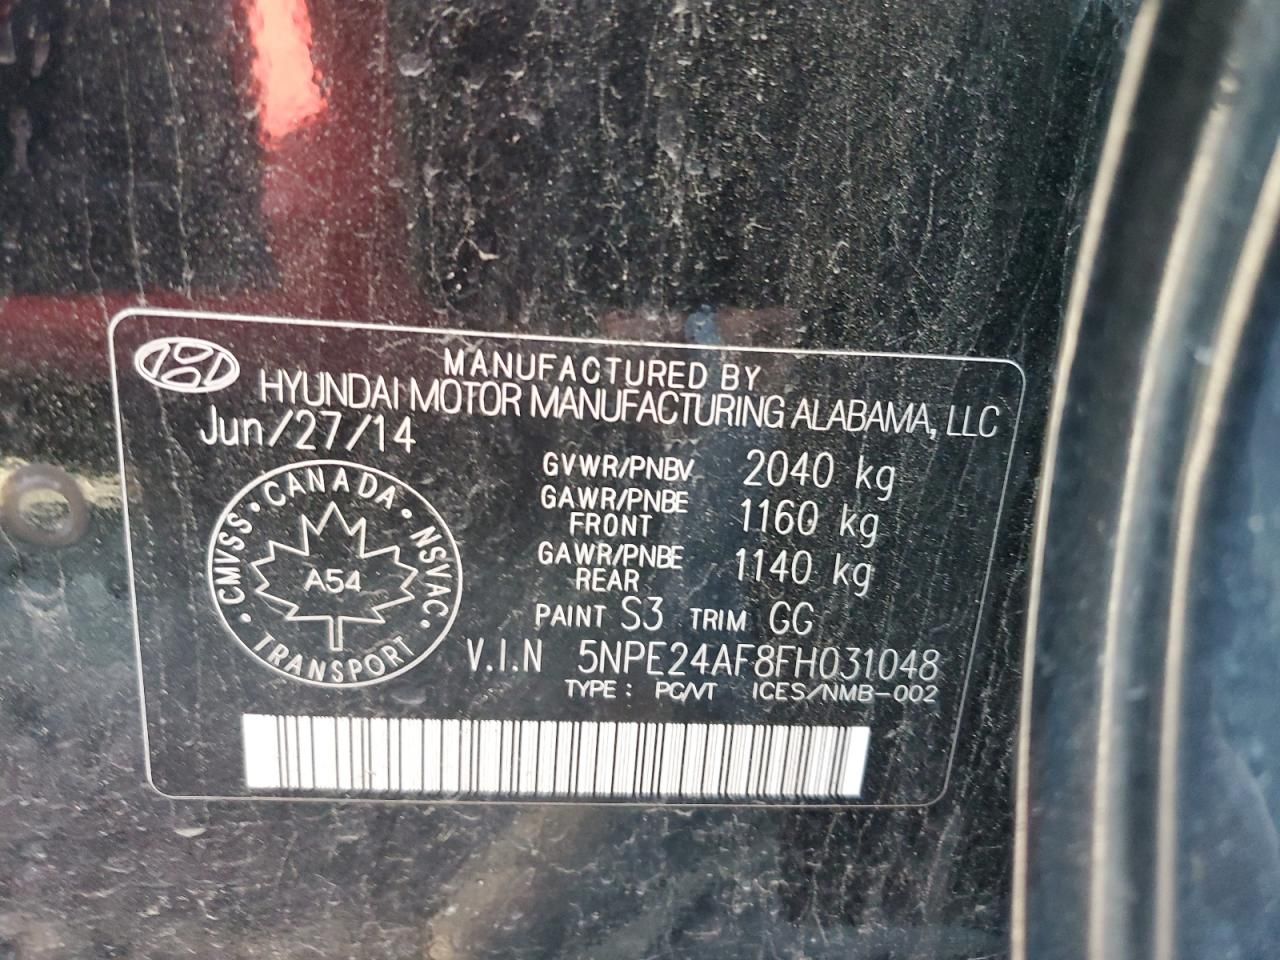 MANUFACTURED BY
HYUNDAI MOTOR MANUFACTURING ALABAMA, LLC
Jun/27/14
GVWR/PNBV 2040 kg
GAWR/PNBE
FRONT 1160 kg
GAWR/PNBE
REAR 1140 kg
PAINT S3 TRIM GG
V.I.N 5NPE24AF8FH031048
TYPE: PC/VT ICES/NMB-002
CMVSS · CANADA · NSVAC · TRANSPORT ·
A54